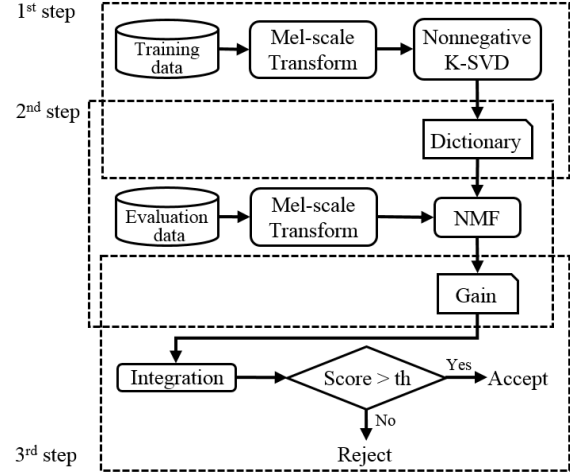 1st step
Training
data
Mel-scale
Transform
Nonnegative
K-SVD
2nd step
Dictionary
Evaluation
data
Mel-scale
Transform
NMF
Gain
Integration
Score > th
Yes
Accept
No
3rd step
Reject